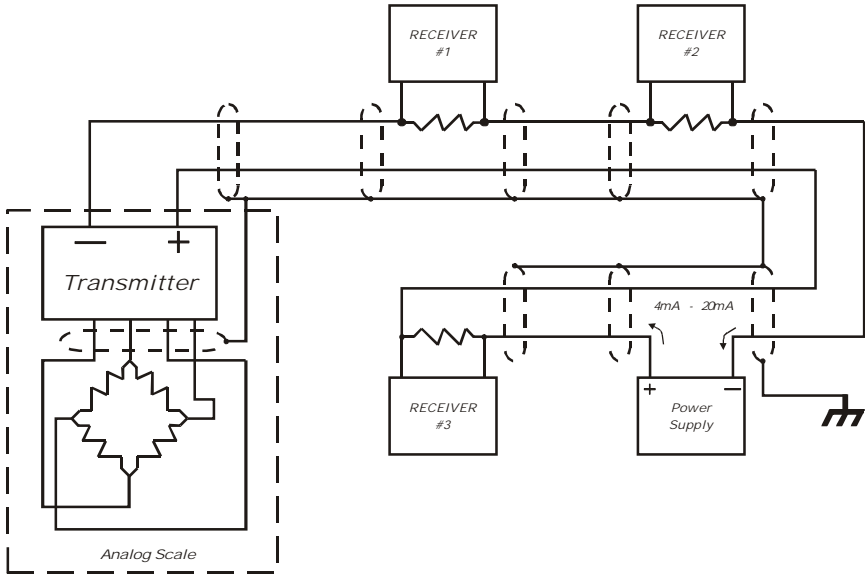 RECEIVER
#1
RECEIVER
#2
— +
Transmitter
4mA - 20mA
RECEIVER
#3
+ —
Power
Supply
Analog Scale